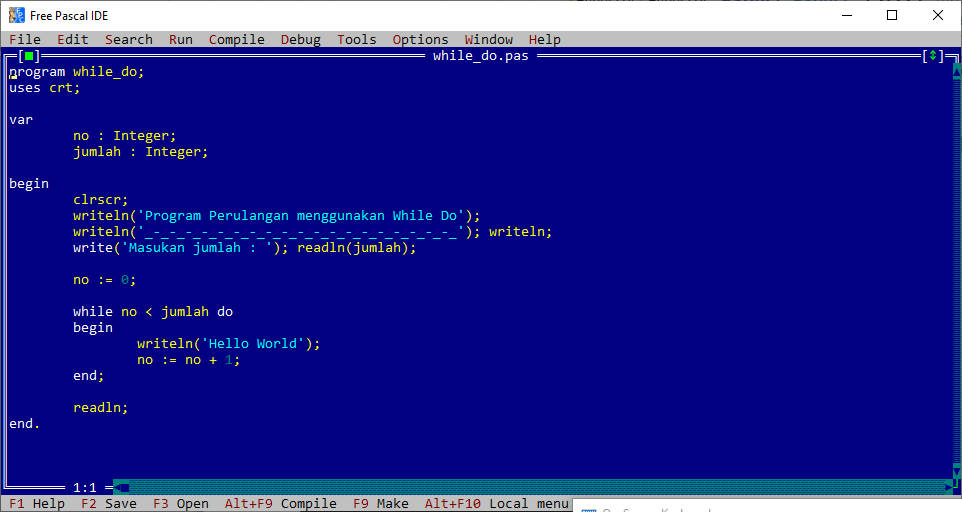 Free Pascal IDE
File Edit Search Run Compile Debug Tools Options Window Help
while_do.pas
program while_do;
uses crt;
var
no : Integer;
jumlah : Integer;
begin
clrscr;
writeln('Program Perulangan menggunakan While Do');
writeln('_-_-_-_-_-_-_-_-_-_-_-_-_-_-_-_-_-_-_-_'); writeln;
write('Masukan jumlah : '); readln(jumlah);
no := 0;
while no < jumlah do
begin
writeln('Hello World');
no := no + 1;
end;
readln;
end.
1:1
F1 Help F2 Save F3 Open Alt+F9 Compile F9 Make Alt+F10 Local menu